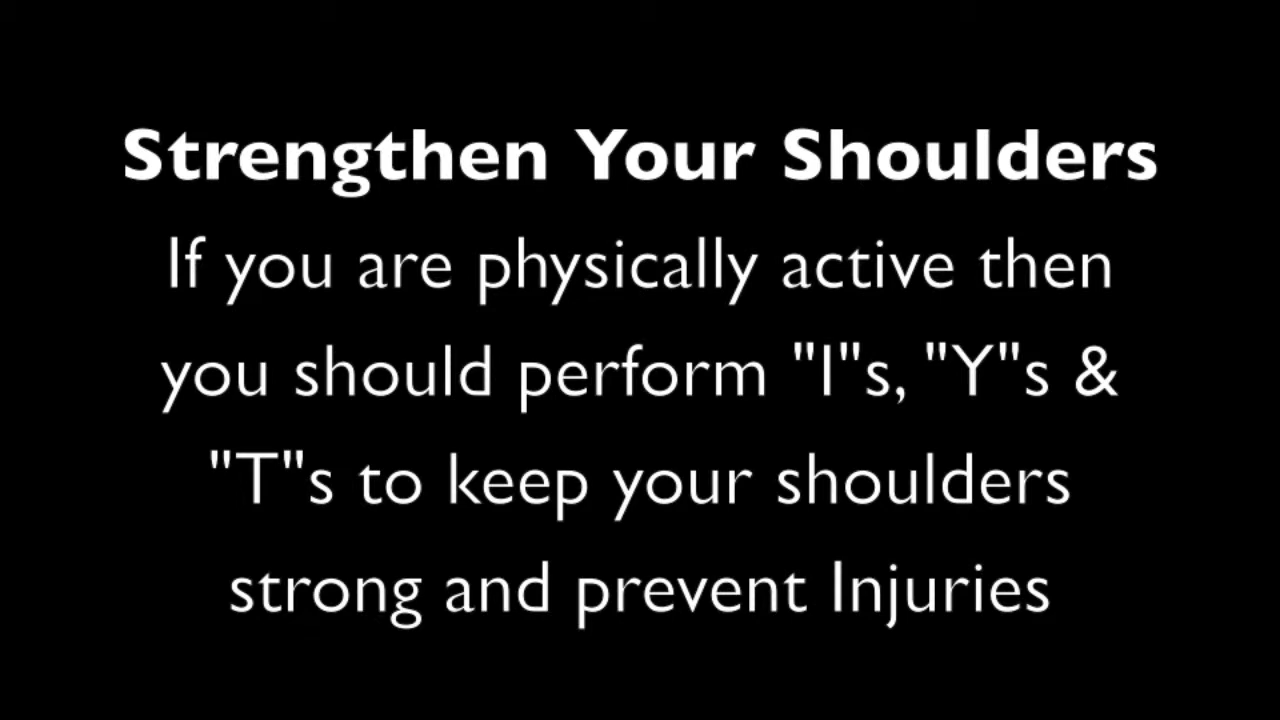 Strengthen Your Shoulders
If you are physically active then
you should perform "I"s, "Y"s &
"T"s to keep your shoulders
strong and prevent Injuries